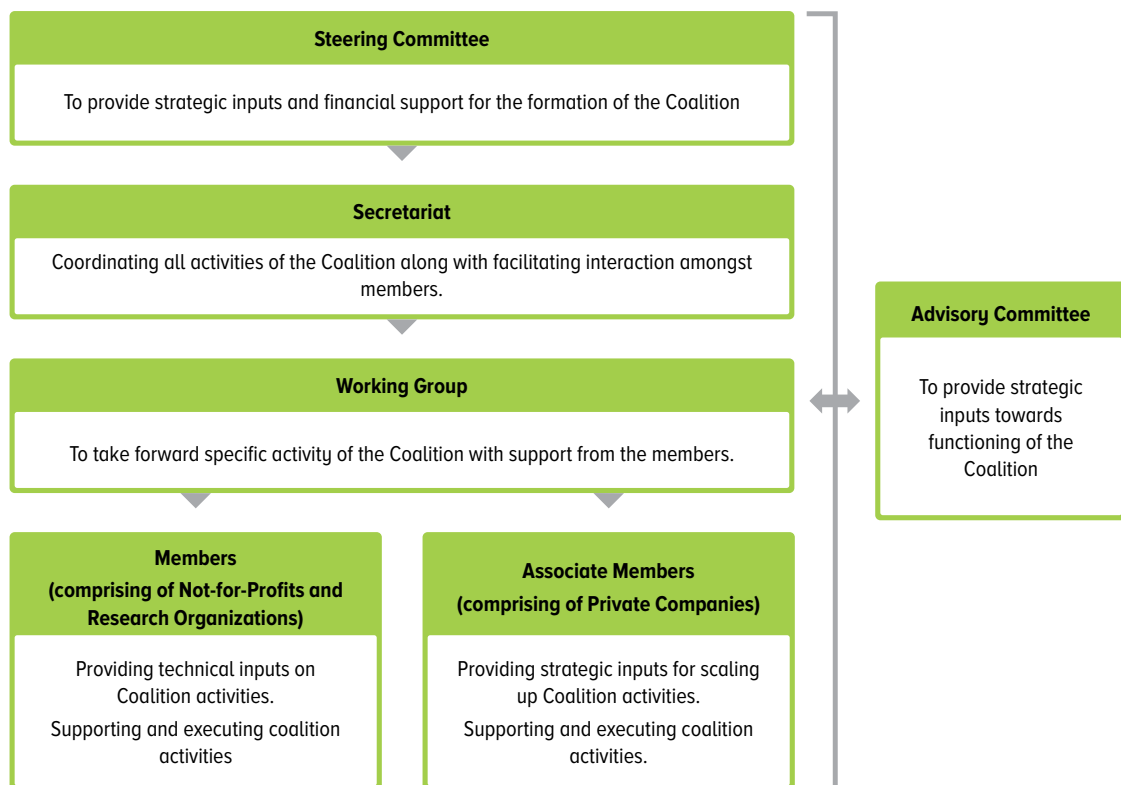 Steering Committee
To provide strategic inputs and financial support for the formation of the Coalition
Secretariat
Coordinating all activities of the Coalition along with facilitating interaction amongst
members.
Working Group
To take forward specific activity of the Coalition with support from the members.
Members
(comprising of Not-for-Profits and
Research Organizations)
Providing technical inputs on
Coalition activities.
Supporting and executing coalition
activities
Associate Members
(comprising of Private Companies)
Providing strategic inputs for scaling
up Coalition activities.
Supporting and executing coalition
activities.
Advisory Committee
To provide strategic
inputs towards
functioning of the
Coalition